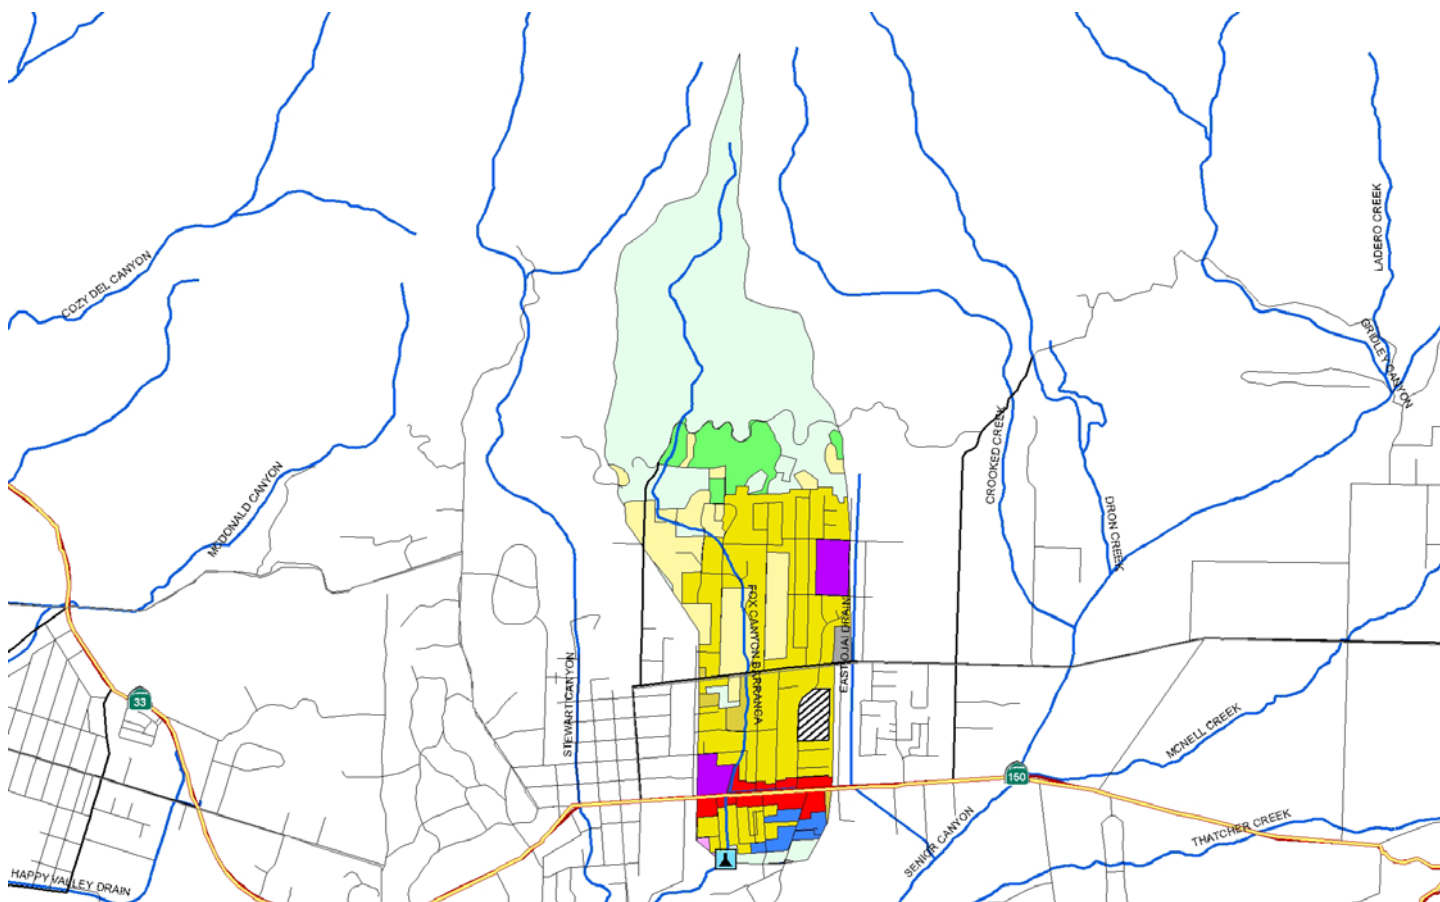 LADERO CREEK
COZY DEL CANYON
GRIDLEY CANYON
CROOKED CREEK
MCDONALD CANYON
DRON CREEK
FOX CANYON BARRANCA
EAST OJAI DRAIN
STEWART CANYON
33
MCNELL CREEK
150
THATCHER CREEK
SENIOR CANYON
HAPPY VALLEY DRAIN